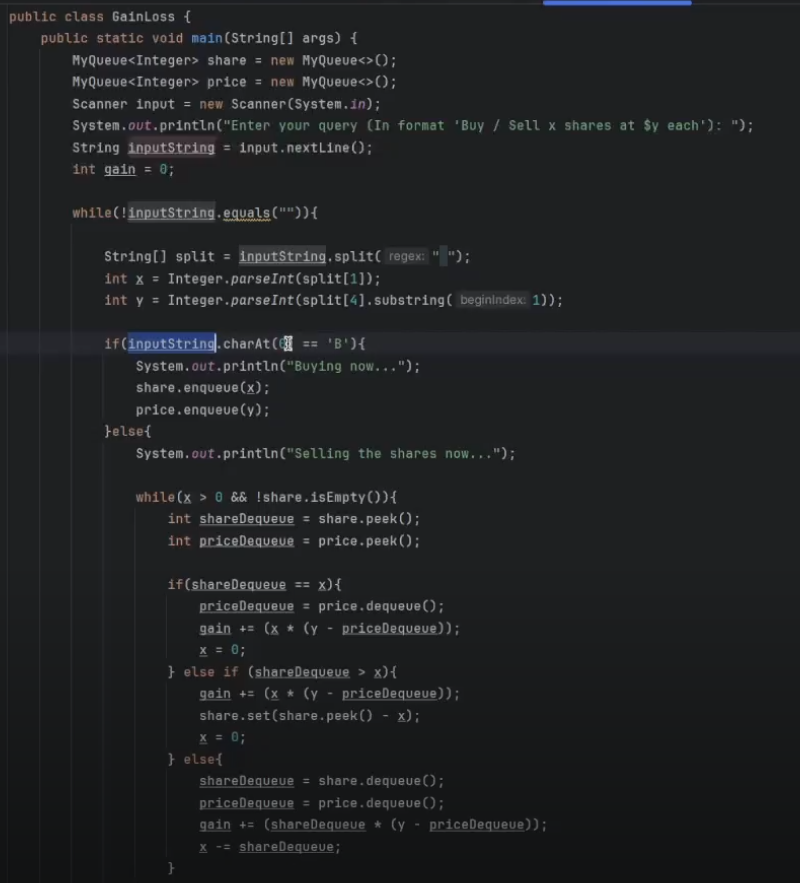 public class GainLoss {
public static void main(String[] args) {
MyQueue<Integer> share = new MyQueue<>();
MyQueue<Integer> price = new MyQueue<>();
Scanner input = new Scanner(System.in);
System.out.println("Enter your query (In format 'Buy / Sell x shares at $y each'): ");
String inputString = input.nextLine();
int gain = 0;
while(!inputString.equals("")){
String[] split = inputString.split( regex: " ");
int x = Integer.parseInt(split[1]);
int y = Integer.parseInt(split[4].substring( beginIndex: 1));
if(inputString.charAt(0) == 'B'){
System.out.println("Buying now...");
share.enqueue(x);
price.enqueue(y);
}else{
System.out.println("Selling the shares now...");
while(x > 0 && !share.isEmpty()){
int shareDequeue = share.peek();
int priceDequeue = price.peek();
if(shareDequeue == x){
priceDequeue = price.dequeue();
gain += (x * (y - priceDequeue));
x = 0;
} else if (shareDequeue > x){
gain += (x * (y - priceDequeue));
share.set(share.peek() - x);
x = 0;
} else{
shareDequeue = share.dequeue();
priceDequeue = price.dequeue();
gain += (shareDequeue * (y - priceDequeue));
x -= shareDequeue;
}